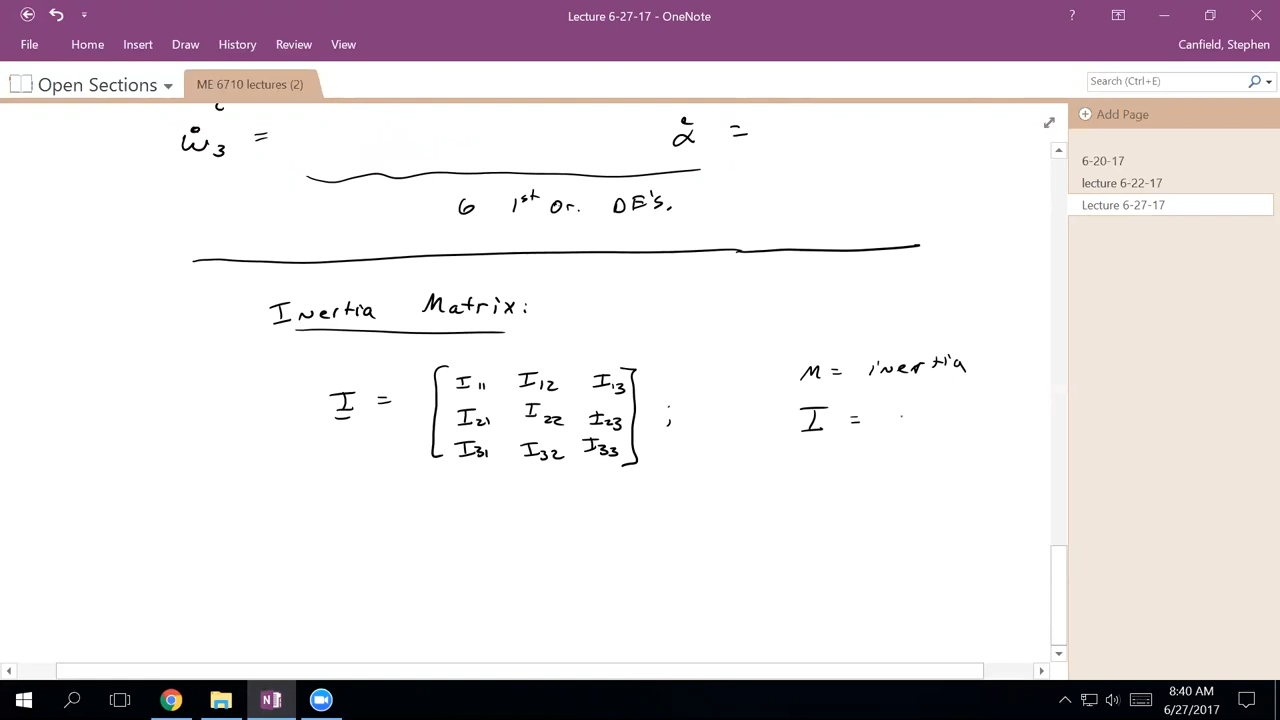 Lecture 6-27-17 - OneNote
?
File Home Insert Draw History Review View
Canfield, Stephen
Open Sections
ME 6710 lectures (2)
Search (Ctrl+E)
Add Page
6-20-17
lecture 6-22-17
Lecture 6-27-17
ω̇₃ =
α̇ =
6 1st Or. DE's.
Inertia Matrix:
M = inertia
I = [ I₁₁ I₁₂ I₁₃
I₂₁ I₂₂ I₂₃
I₃₁ I₃₂ I₃₃ ] ;
I =
8:40 AM
6/27/2017